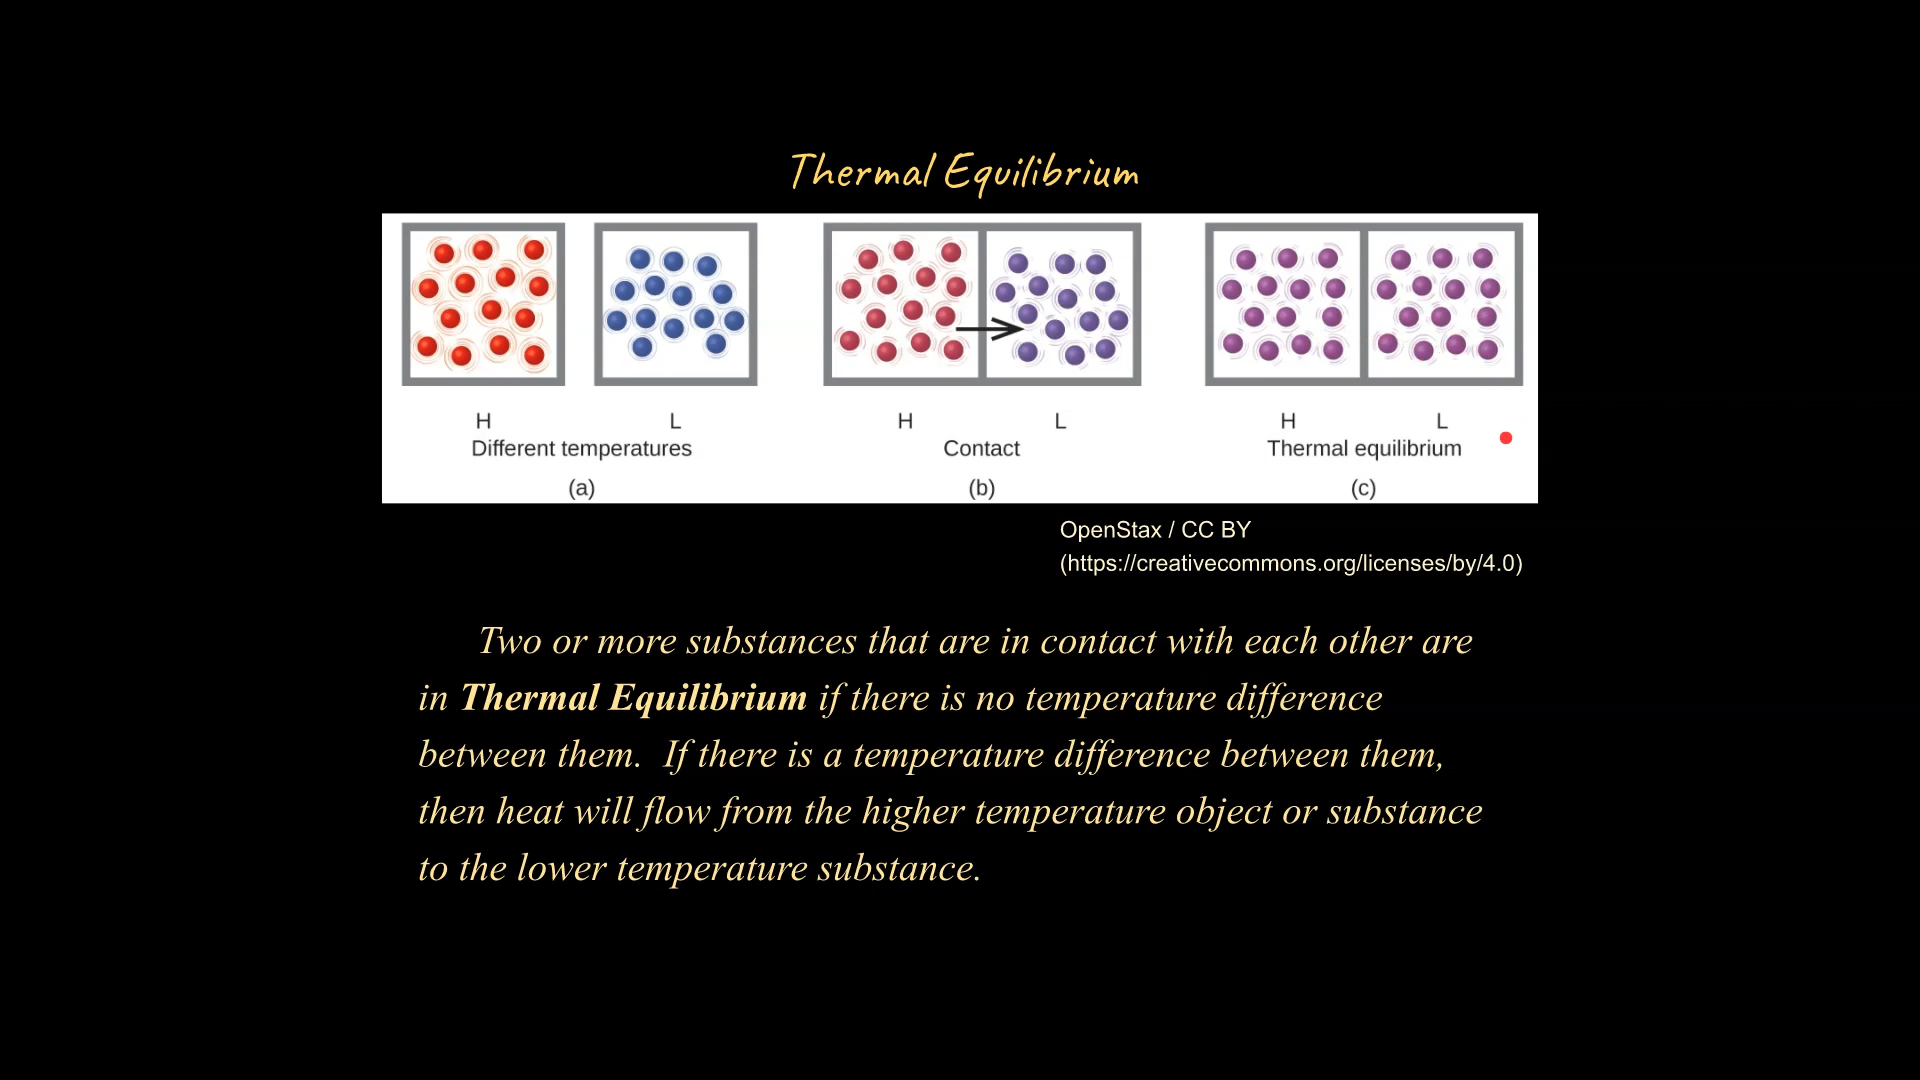 Thermal Equilibrium
H L H L H L
Different temperatures Contact Thermal equilibrium
(a) (b) (c)
OpenStax / CC BY
(https://creativecommons.org/licenses/by/4.0)
Two or more substances that are in contact with each other are
in Thermal Equilibrium if there is no temperature difference
between them.  If there is a temperature difference between them,
then heat will flow from the higher temperature object or substance
to the lower temperature substance.